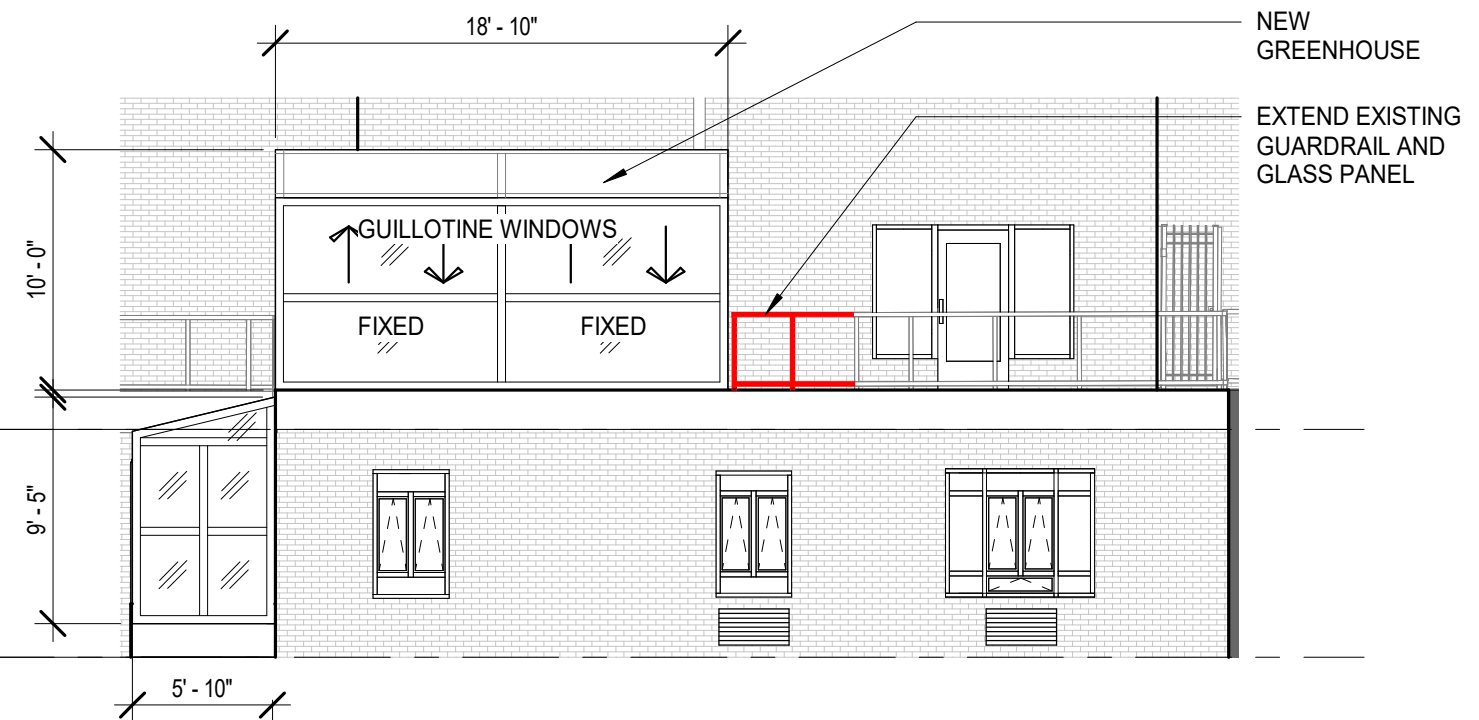 18' - 10"
NEW
GREENHOUSE
EXTEND EXISTING
GUARDRAIL AND
GLASS PANEL
GUILLOTINE WINDOWS
10' - 0"
FIXED
FIXED
9' - 5"
5' - 10"